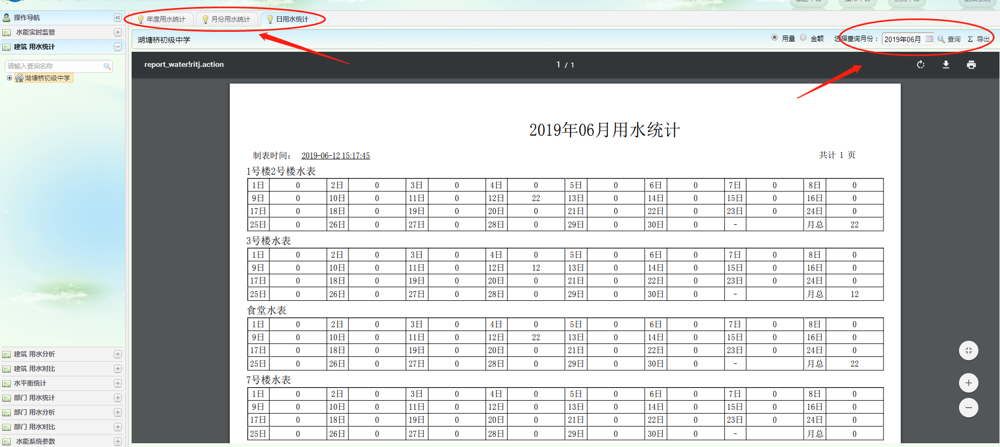 操作导航
水能实时监管
建筑 用水统计
请输入查询名称
湖塘桥初级中学
建筑 用水分析
建筑 用水对比
水平衡统计
部门 用水统计
部门 用水分析
部门 用水对比
水能系统参数
年度用水统计 月份用水统计 日用水统计
湖塘桥初级中学 用量 金额 选择查询月份： 2019年06月 查询 Σ 导出
report_water!ritj.action 1 / 1
2019年06月用水统计
制表时间： 2019-06-12 15:17:45 共计 1 页
1号楼2号楼水表
1日 0 2日 0 3日 0 4日 0 5日 0 6日 0 7日 0 8日 0
9日 0 10日 0 11日 0 12日 22 13日 0 14日 0 15日 0 16日 0
17日 0 18日 0 19日 0 20日 0 21日 0 22日 0 23日 0 24日 0
25日 0 26日 0 27日 0 28日 0 29日 0 30日 0 - 月总 22
3号楼水表
1日 0 2日 0 3日 0 4日 0 5日 0 6日 0 7日 0 8日 0
9日 0 10日 0 11日 0 12日 12 13日 0 14日 0 15日 0 16日 0
17日 0 18日 0 19日 0 20日 0 21日 0 22日 0 23日 0 24日 0
25日 0 26日 0 27日 0 28日 0 29日 0 30日 0 - 月总 12
食堂水表
1日 0 2日 0 3日 0 4日 0 5日 0 6日 0 7日 0 8日 0
9日 0 10日 0 11日 0 12日 22 13日 0 14日 0 15日 0 16日 0
17日 0 18日 0 19日 0 20日 0 21日 0 22日 0 23日 0 24日 0
25日 0 26日 0 27日 0 28日 0 29日 0 30日 0 - 月总 22
7号楼水表
1日 0 2日 0 3日 0 4日 0 5日 0 6日 0 7日 0 8日 0
9日 0 10日 0 11日 0 12日 0 13日 0 14日 0 15日 0 16日 0
17日 0 18日 0 19日 0 20日 0 21日 0 22日 0 23日 0 24日 0
25日 0 26日 0 27日 0 28日 0 29日 0 30日 0 - 月总 0